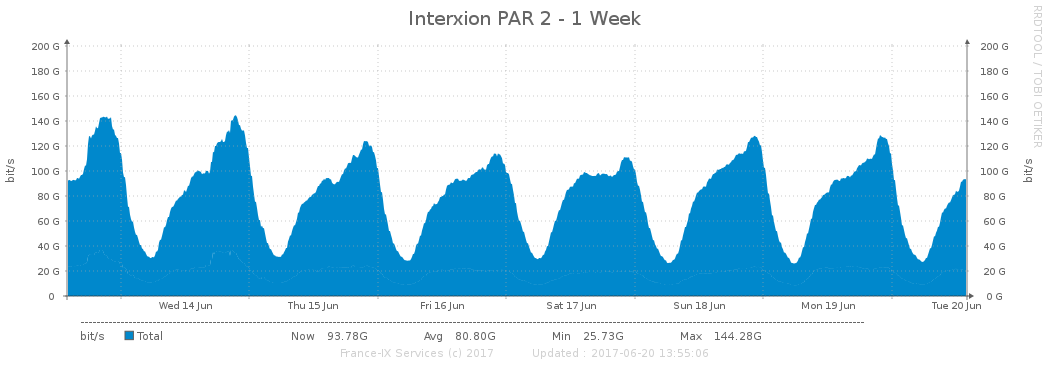 Interxion PAR 2 - 1 Week
RRDTOOL / TOBI OETIKER
bit/s
200 G 200 G
180 G 180 G
160 G 160 G
140 G 140 G
120 G 120 G
100 G 100 G
80 G 80 G
60 G 60 G
40 G 40 G
20 G 20 G
0 0 G
bit/s
Wed 14 Jun Thu 15 Jun Fri 16 Jun Sat 17 Jun Sun 18 Jun Mon 19 Jun Tue 20 Jun
bit/s Total Now 93.78G Avg 80.80G Min 25.73G Max 144.28G
France-IX Services (c) 2017 Updated : 2017-06-20 13:55:06